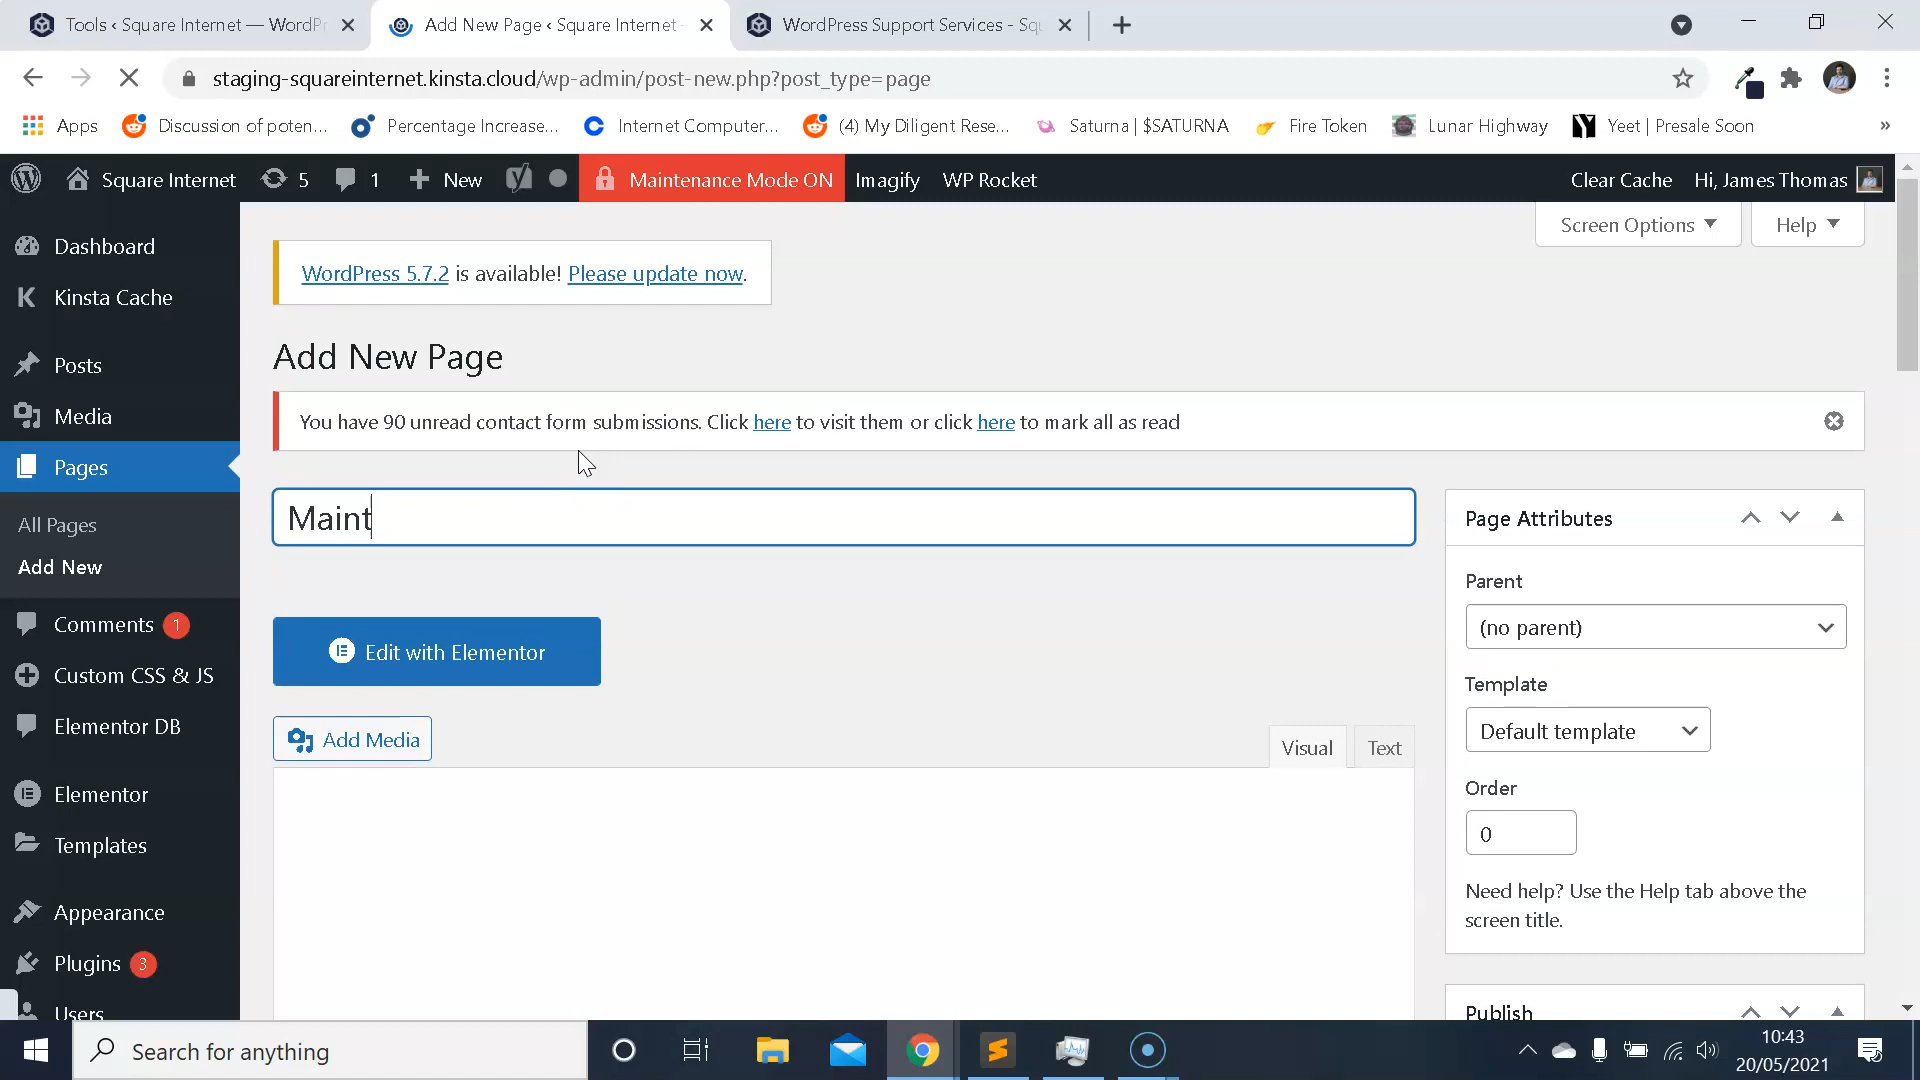 Tools ‹ Square Internet — WordPr
Add New Page ‹ Square Internet -
WordPress Support Services - Squ
staging-squareinternet.kinsta.cloud/wp-admin/post-new.php?post_type=page
Apps
Discussion of poten...
Percentage Increase...
Internet Computer...
(4) My Diligent Rese...
Saturna | $SATURNA
Fire Token
Lunar Highway
Yeet | Presale Soon
»
Square Internet
5
1
New
Maintenance Mode ON
Imagify
WP Rocket
Clear Cache
Hi, James Thomas
Screen Options
Help
Dashboard
Kinsta Cache
Posts
Media
Pages
All Pages
Add New
Comments 1
Custom CSS & JS
Elementor DB
Elementor
Templates
Appearance
Plugins 3
Users
WordPress 5.7.2 is available! Please update now.
Add New Page
You have 90 unread contact form submissions. Click here to visit them or click here to mark all as read
Maint
Edit with Elementor
Add Media
Visual
Text
Page Attributes
Parent
(no parent)
Template
Default template
Order
0
Need help? Use the Help tab above the
screen title.
Publish
Search for anything
10:43
20/05/2021